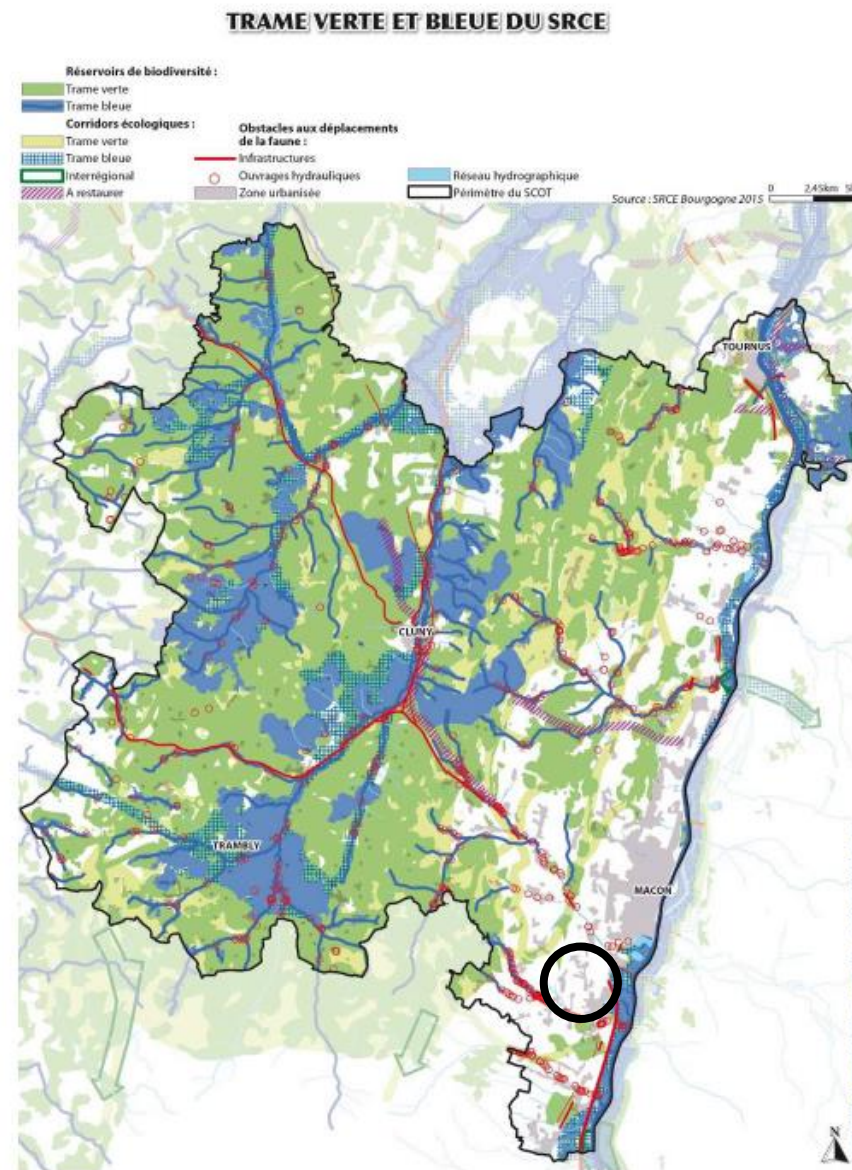 TRAME VERTE ET BLEUE DU SRCE
Réservoirs de biodiversité :
Trame verte
Trame bleue
Corridors écologiques :
Trame verte
Trame bleue
Interrégional
A restaurer
Obstacles aux déplacements
de la faune :
Infrastructures
Ouvrages hydrauliques
Zone urbanisée
Réseau hydrographique
Périmètre du SCOT
Source : SRCE Bourgogne 2015
0 2,45km
TOURNUS
CLUNY
TRAMBLY
MACON
N